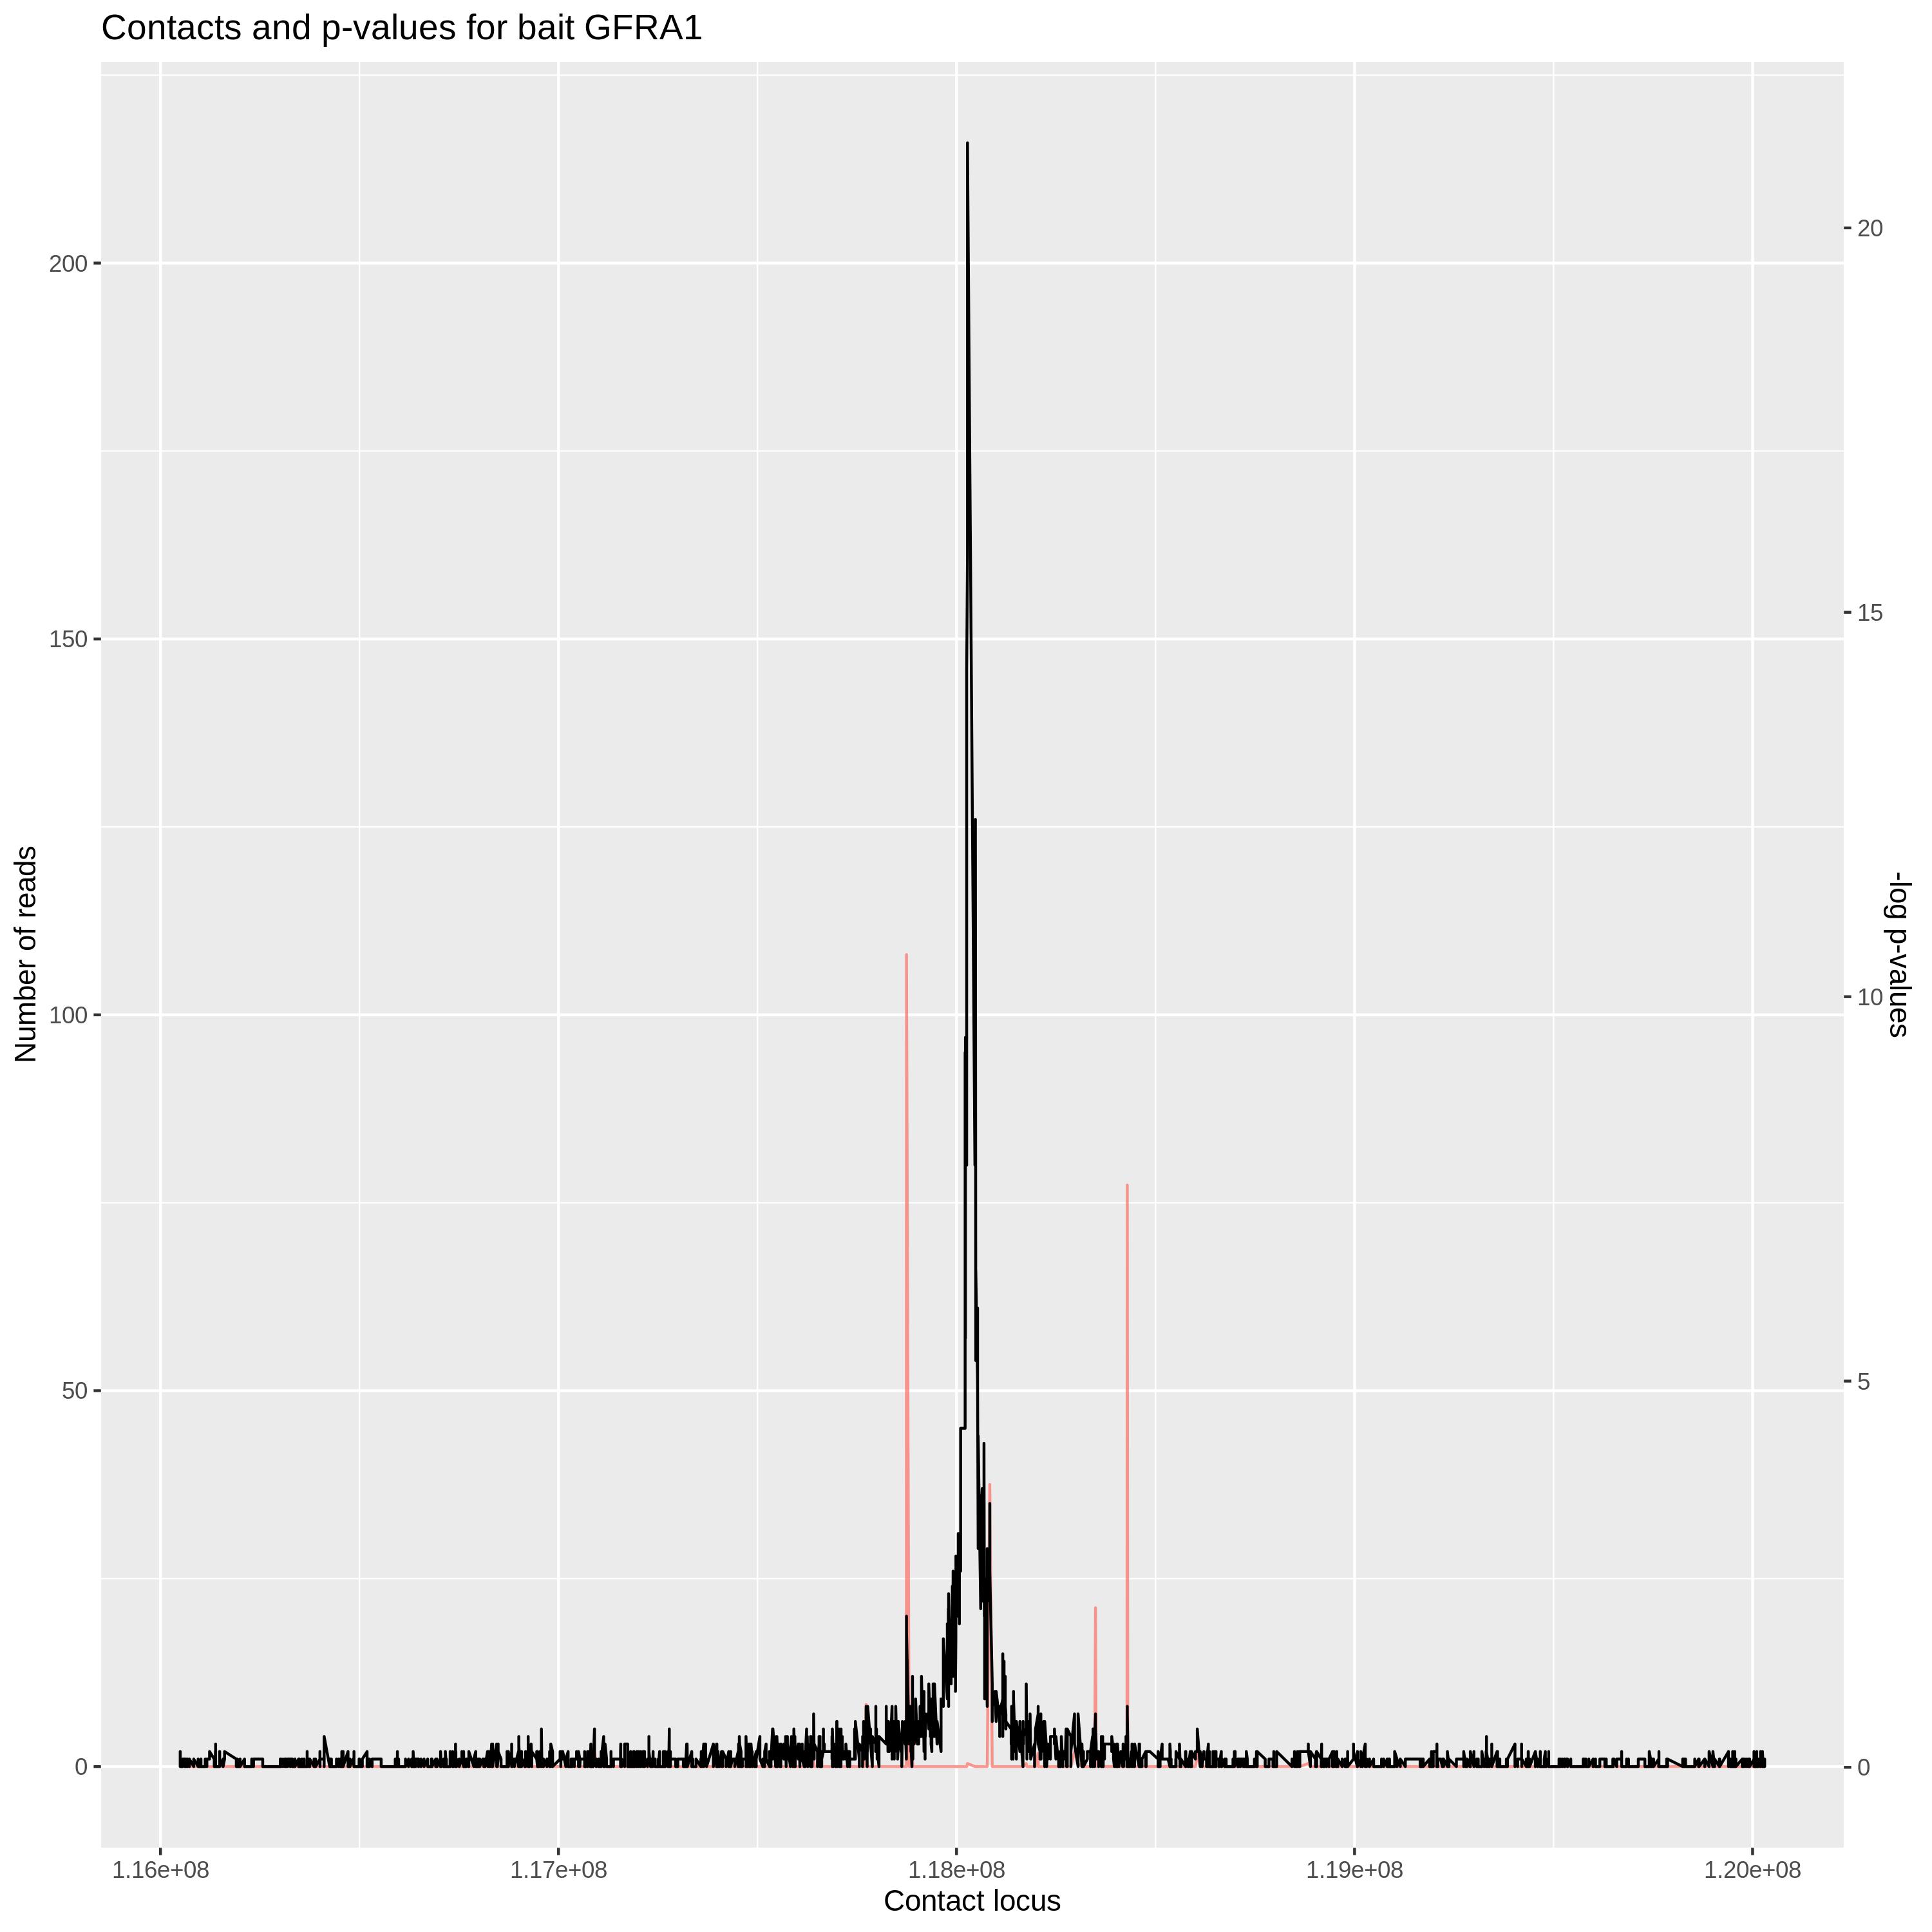 Contacts and p-values for bait GFRA1
Number of reads
200
150
100
50
0
20
15
10
5
0
-log p-values
1.16e+08 1.17e+08 1.18e+08 1.19e+08 1.20e+08
Contact locus